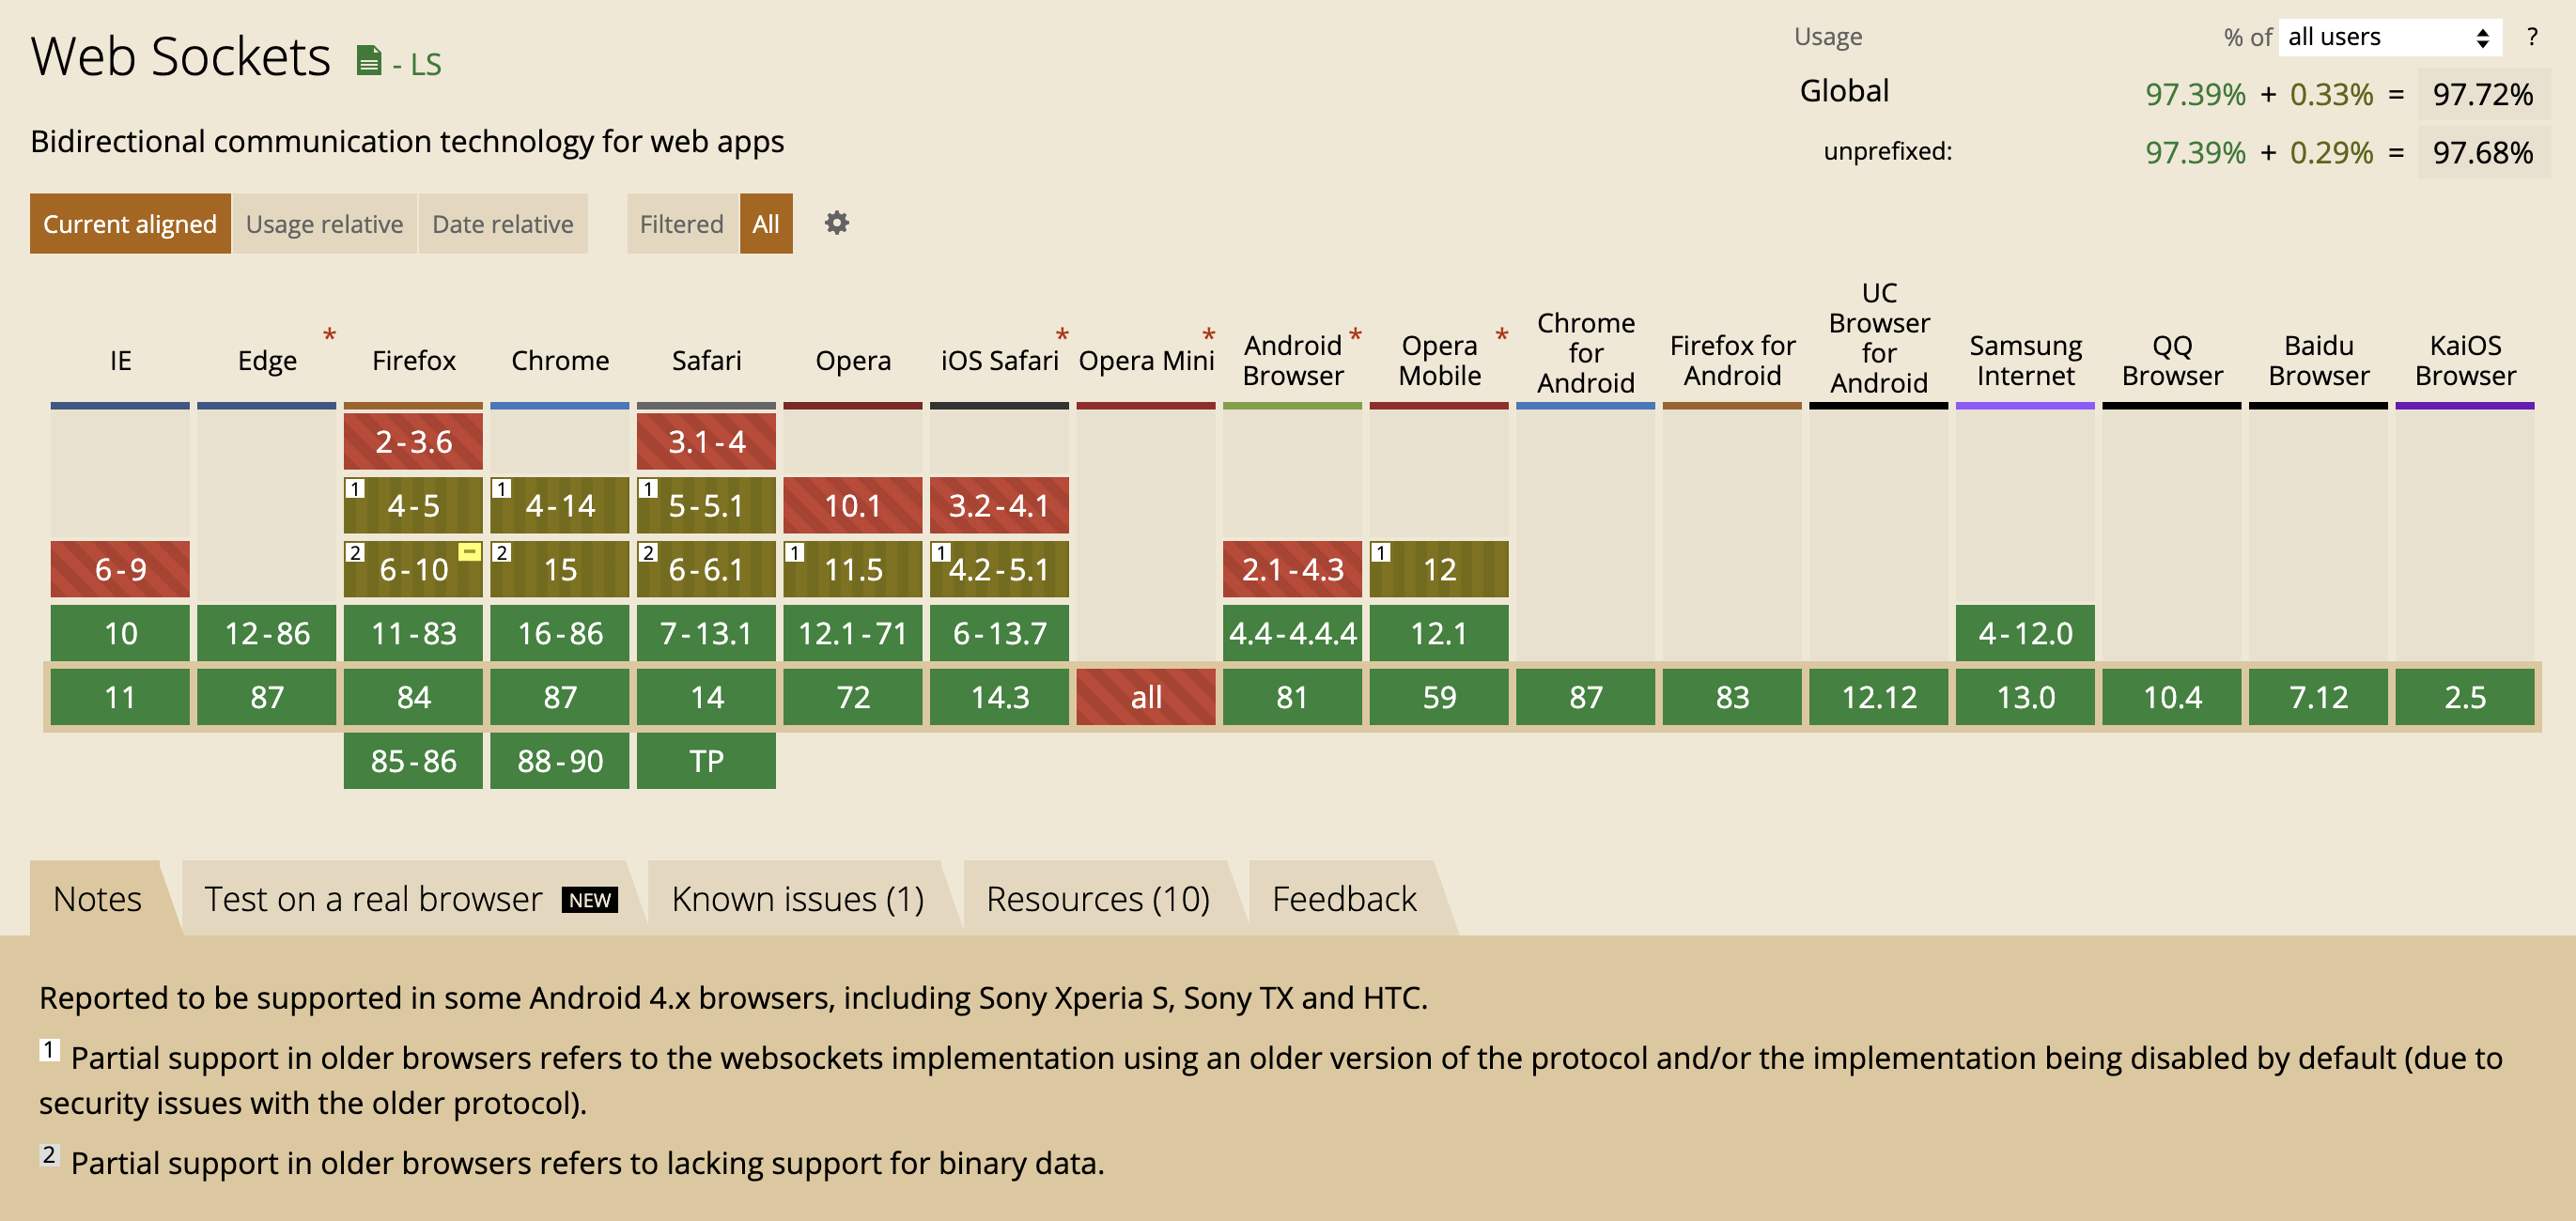 Web Sockets - LS
Usage % of all users ?
Global 97.39% + 0.33% = 97.72%
unprefixed: 97.39% + 0.29% = 97.68%
Bidirectional communication technology for web apps
Current aligned Usage relative Date relative Filtered All
IE Edge * Firefox Chrome Safari Opera iOS Safari * Opera Mini * Android Browser * Opera Mobile * Chrome for Android Firefox for Android UC Browser for Android Samsung Internet QQ Browser Baidu Browser KaiOS Browser
2-3.6 3.1-4
1 4-5 1 4-14 1 5-5.1 10.1 3.2-4.1
6-9 2 6-10 2 15 2 6-6.1 1 11.5 1 4.2-5.1 2.1-4.3 1 12
10 12-86 11-83 16-86 7-13.1 12.1-71 6-13.7 4.4-4.4.4 12.1 4-12.0
11 87 84 87 14 72 14.3 all 81 59 87 83 12.12 13.0 10.4 7.12 2.5
85-86 88-90 TP
Notes Test on a real browser NEW Known issues (1) Resources (10) Feedback
Reported to be supported in some Android 4.x browsers, including Sony Xperia S, Sony TX and HTC.
1 Partial support in older browsers refers to the websockets implementation using an older version of the protocol and/or the implementation being disabled by default (due to
security issues with the older protocol).
2 Partial support in older browsers refers to lacking support for binary data.